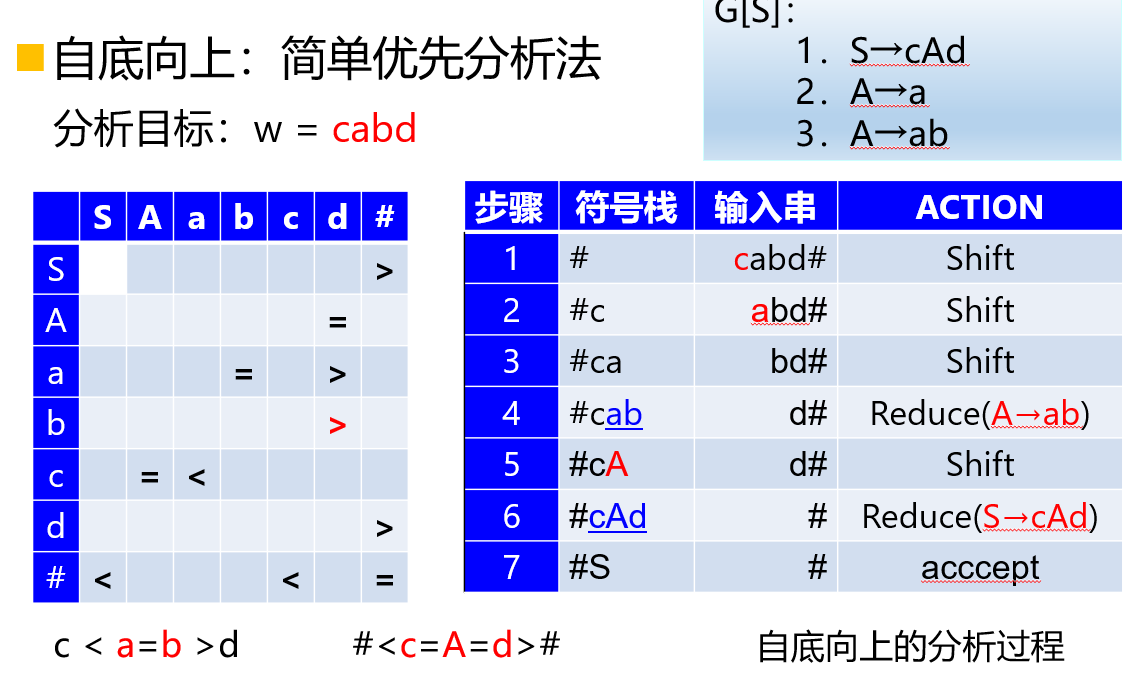 G[S]：
自底向上：简单优先分析法
1. S→cAd
分析目标：w = cabd
2. A→a
3. A→ab
S A a b c d #
S >
A =
a = >
b >
c = <
d >
# < < =
步骤 符号栈 输入串 ACTION
1 # cabd# Shift
2 #c abd# Shift
3 #ca bd# Shift
4 #cab d# Reduce(A→ab)
5 #cA d# Shift
6 #cAd # Reduce(S→cAd)
7 #S # acccept
c < a=b >d
#<c=A=d>#
自底向上的分析过程